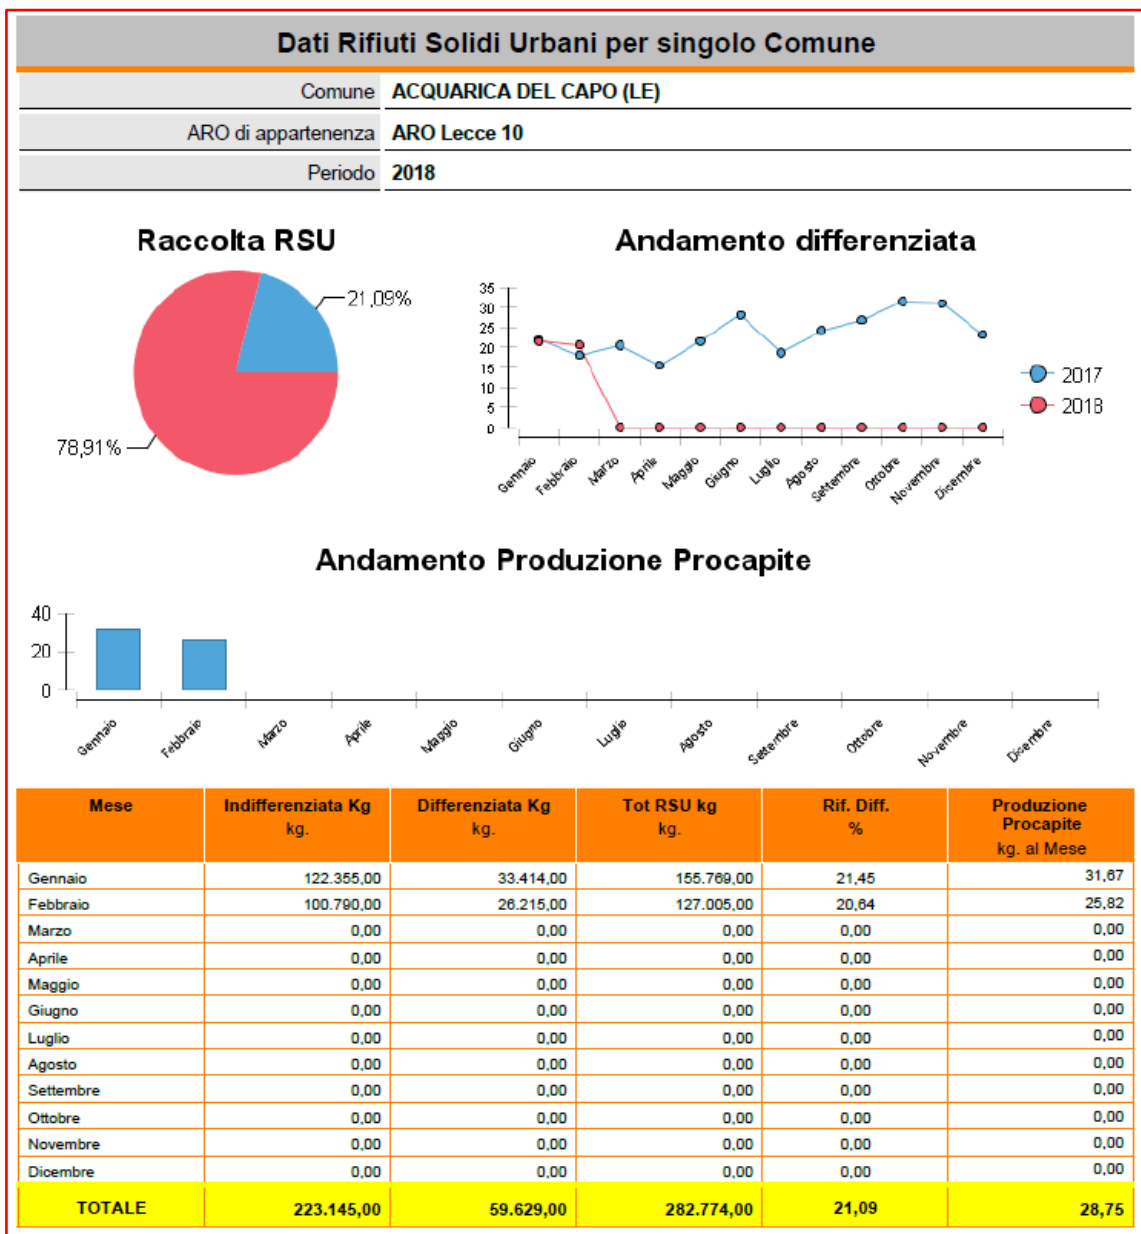 Dati Rifiuti Solidi Urbani per singolo Comune
Comune ACQUARICA DEL CAPO (LE)
ARO di appartenenza ARO Lecce 10
Periodo 2018
Raccolta RSU
21,09%
78,91%
Andamento differenziata
35
30
25
20
15
10
5
0
Gennaio Febbraio Marzo Aprile Maggio Giugno Luglio Agosto Settembre Ottobre Novembre Dicembre
2017
2018
Andamento Produzione Procapite
40
20
0
Gennaio Febbraio Marzo Aprile Maggio Giugno Luglio Agosto Settembre Ottobre Novembre Dicembre
Mese Indifferenziata Kg Differenziata Kg Tot RSU kg Rif. Diff. Produzione
Procapite
kg. kg. kg. % kg. al Mese
Gennaio 122.355,00 33.414,00 155.769,00 21,45 31,67
Febbraio 100.790,00 26.215,00 127.005,00 20,64 25,82
Marzo 0,00 0,00 0,00 0,00 0,00
Aprile 0,00 0,00 0,00 0,00 0,00
Maggio 0,00 0,00 0,00 0,00 0,00
Giugno 0,00 0,00 0,00 0,00 0,00
Luglio 0,00 0,00 0,00 0,00 0,00
Agosto 0,00 0,00 0,00 0,00 0,00
Settembre 0,00 0,00 0,00 0,00 0,00
Ottobre 0,00 0,00 0,00 0,00 0,00
Novembre 0,00 0,00 0,00 0,00 0,00
Dicembre 0,00 0,00 0,00 0,00 0,00
TOTALE 223.145,00 59.629,00 282.774,00 21,09 28,75